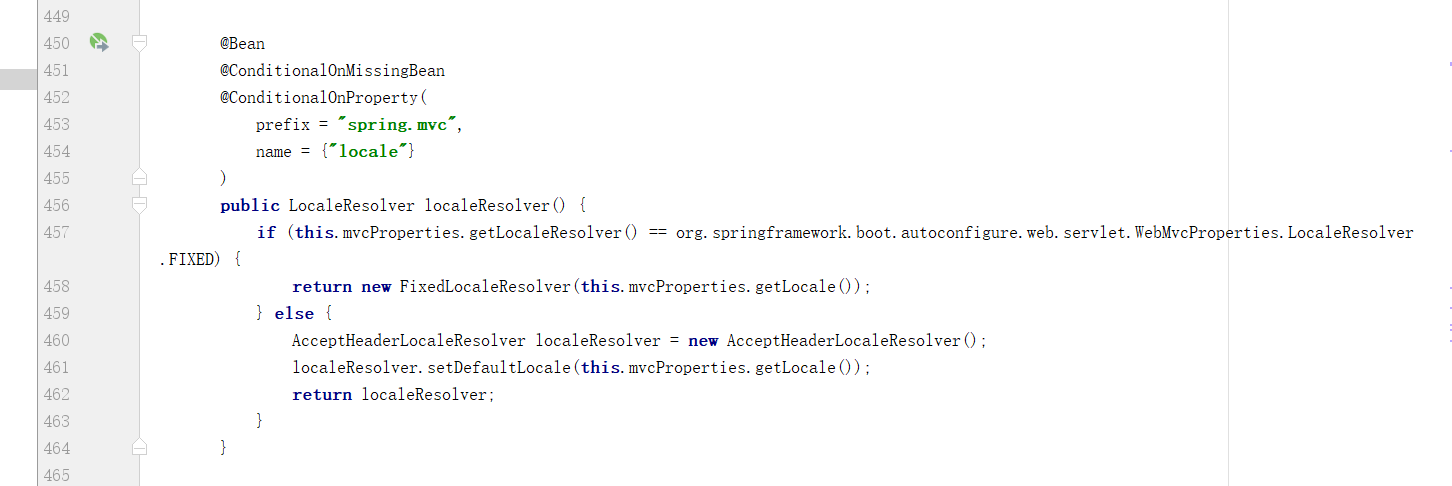 449
450 @Bean
451 @ConditionalOnMissingBean
452 @ConditionalOnProperty(
453 prefix = "spring.mvc",
454 name = {"locale"}
455 )
456 public LocaleResolver localeResolver() {
457 if (this.mvcProperties.getLocaleResolver() == org.springframework.boot.autoconfigure.web.servlet.WebMvcProperties.LocaleResolver
.FIXED) {
458 return new FixedLocaleResolver(this.mvcProperties.getLocale());
459 } else {
460 AcceptHeaderLocaleResolver localeResolver = new AcceptHeaderLocaleResolver();
461 localeResolver.setDefaultLocale(this.mvcProperties.getLocale());
462 return localeResolver;
463 }
464 }
465